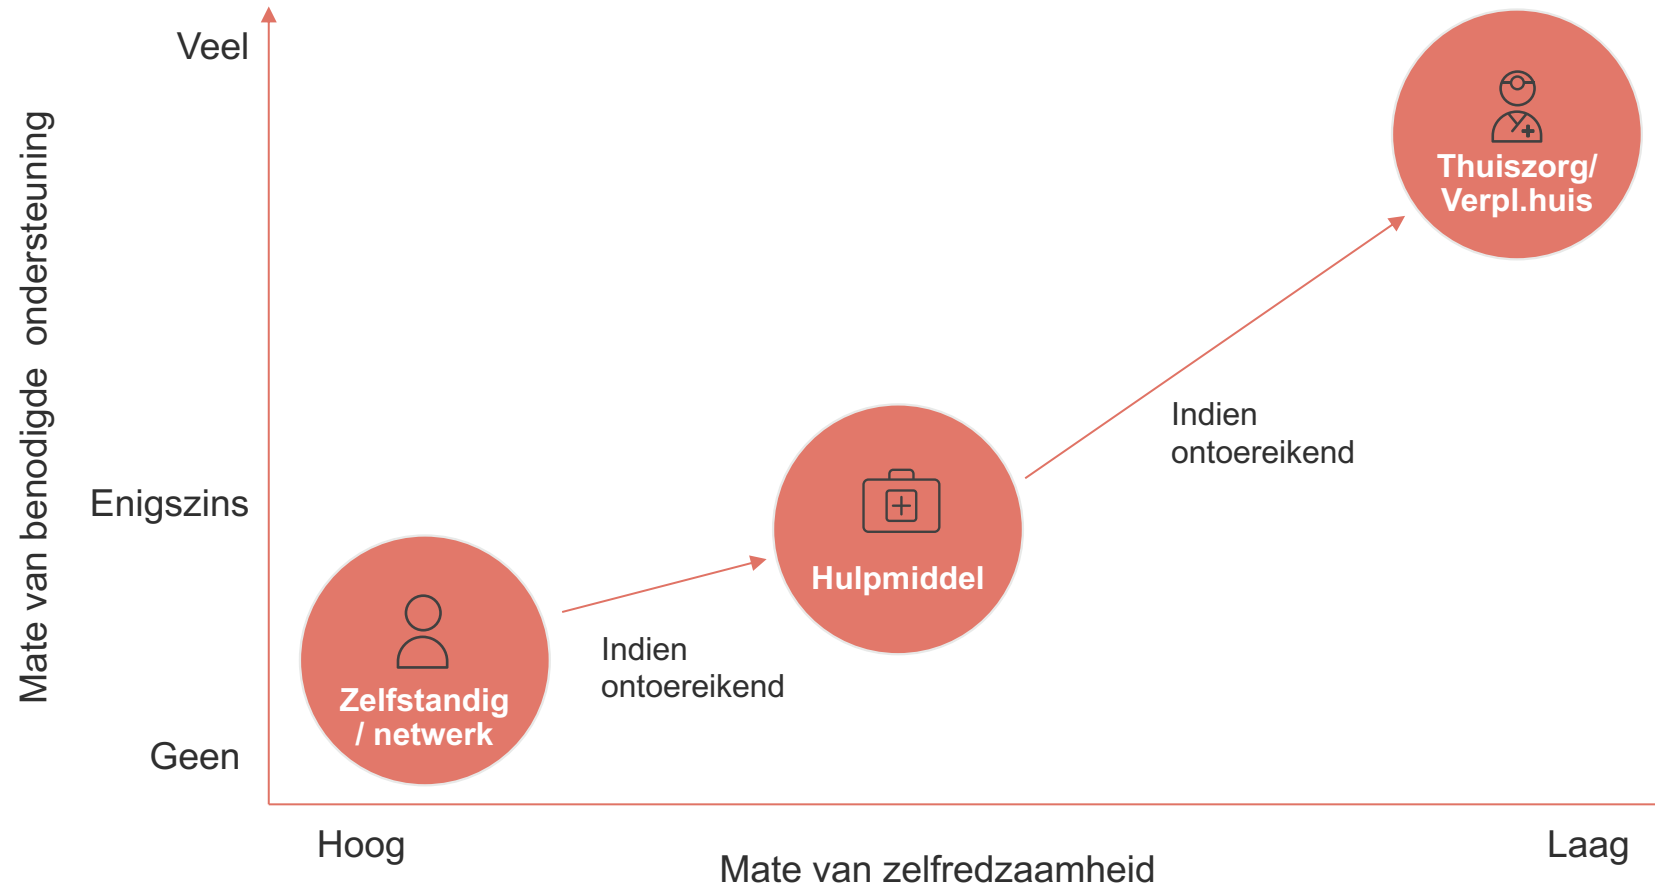 Veel
Mate van benodigde ondersteuning
Thuiszorg/
Verpl.huis
Indien
ontoereikend
Enigszins
Hulpmiddel
Indien
ontoereikend
Zelfstandig
/ netwerk
Geen
Hoog
Laag
Mate van zelfredzaamheid